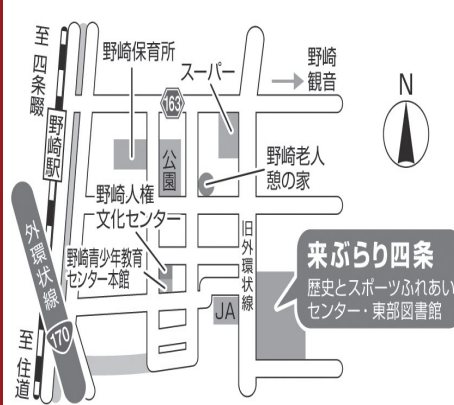 至 四条畷
野崎駅
外環状線
170
至 住道
野崎保育所
スーパー
163
野崎
観音
N
公園
野崎老人
憩の家
野崎人権
文化センター
野崎青少年教育
センター本館
旧外環状線
JA
来ぶらり四条
歴史とスポーツふれあい
センター・東部図書館